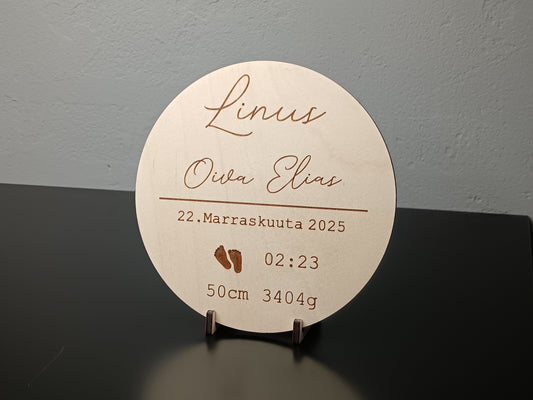 Linus
Oiva Elias
22.Marraskuuta 2025
02:23
50cm 3404g